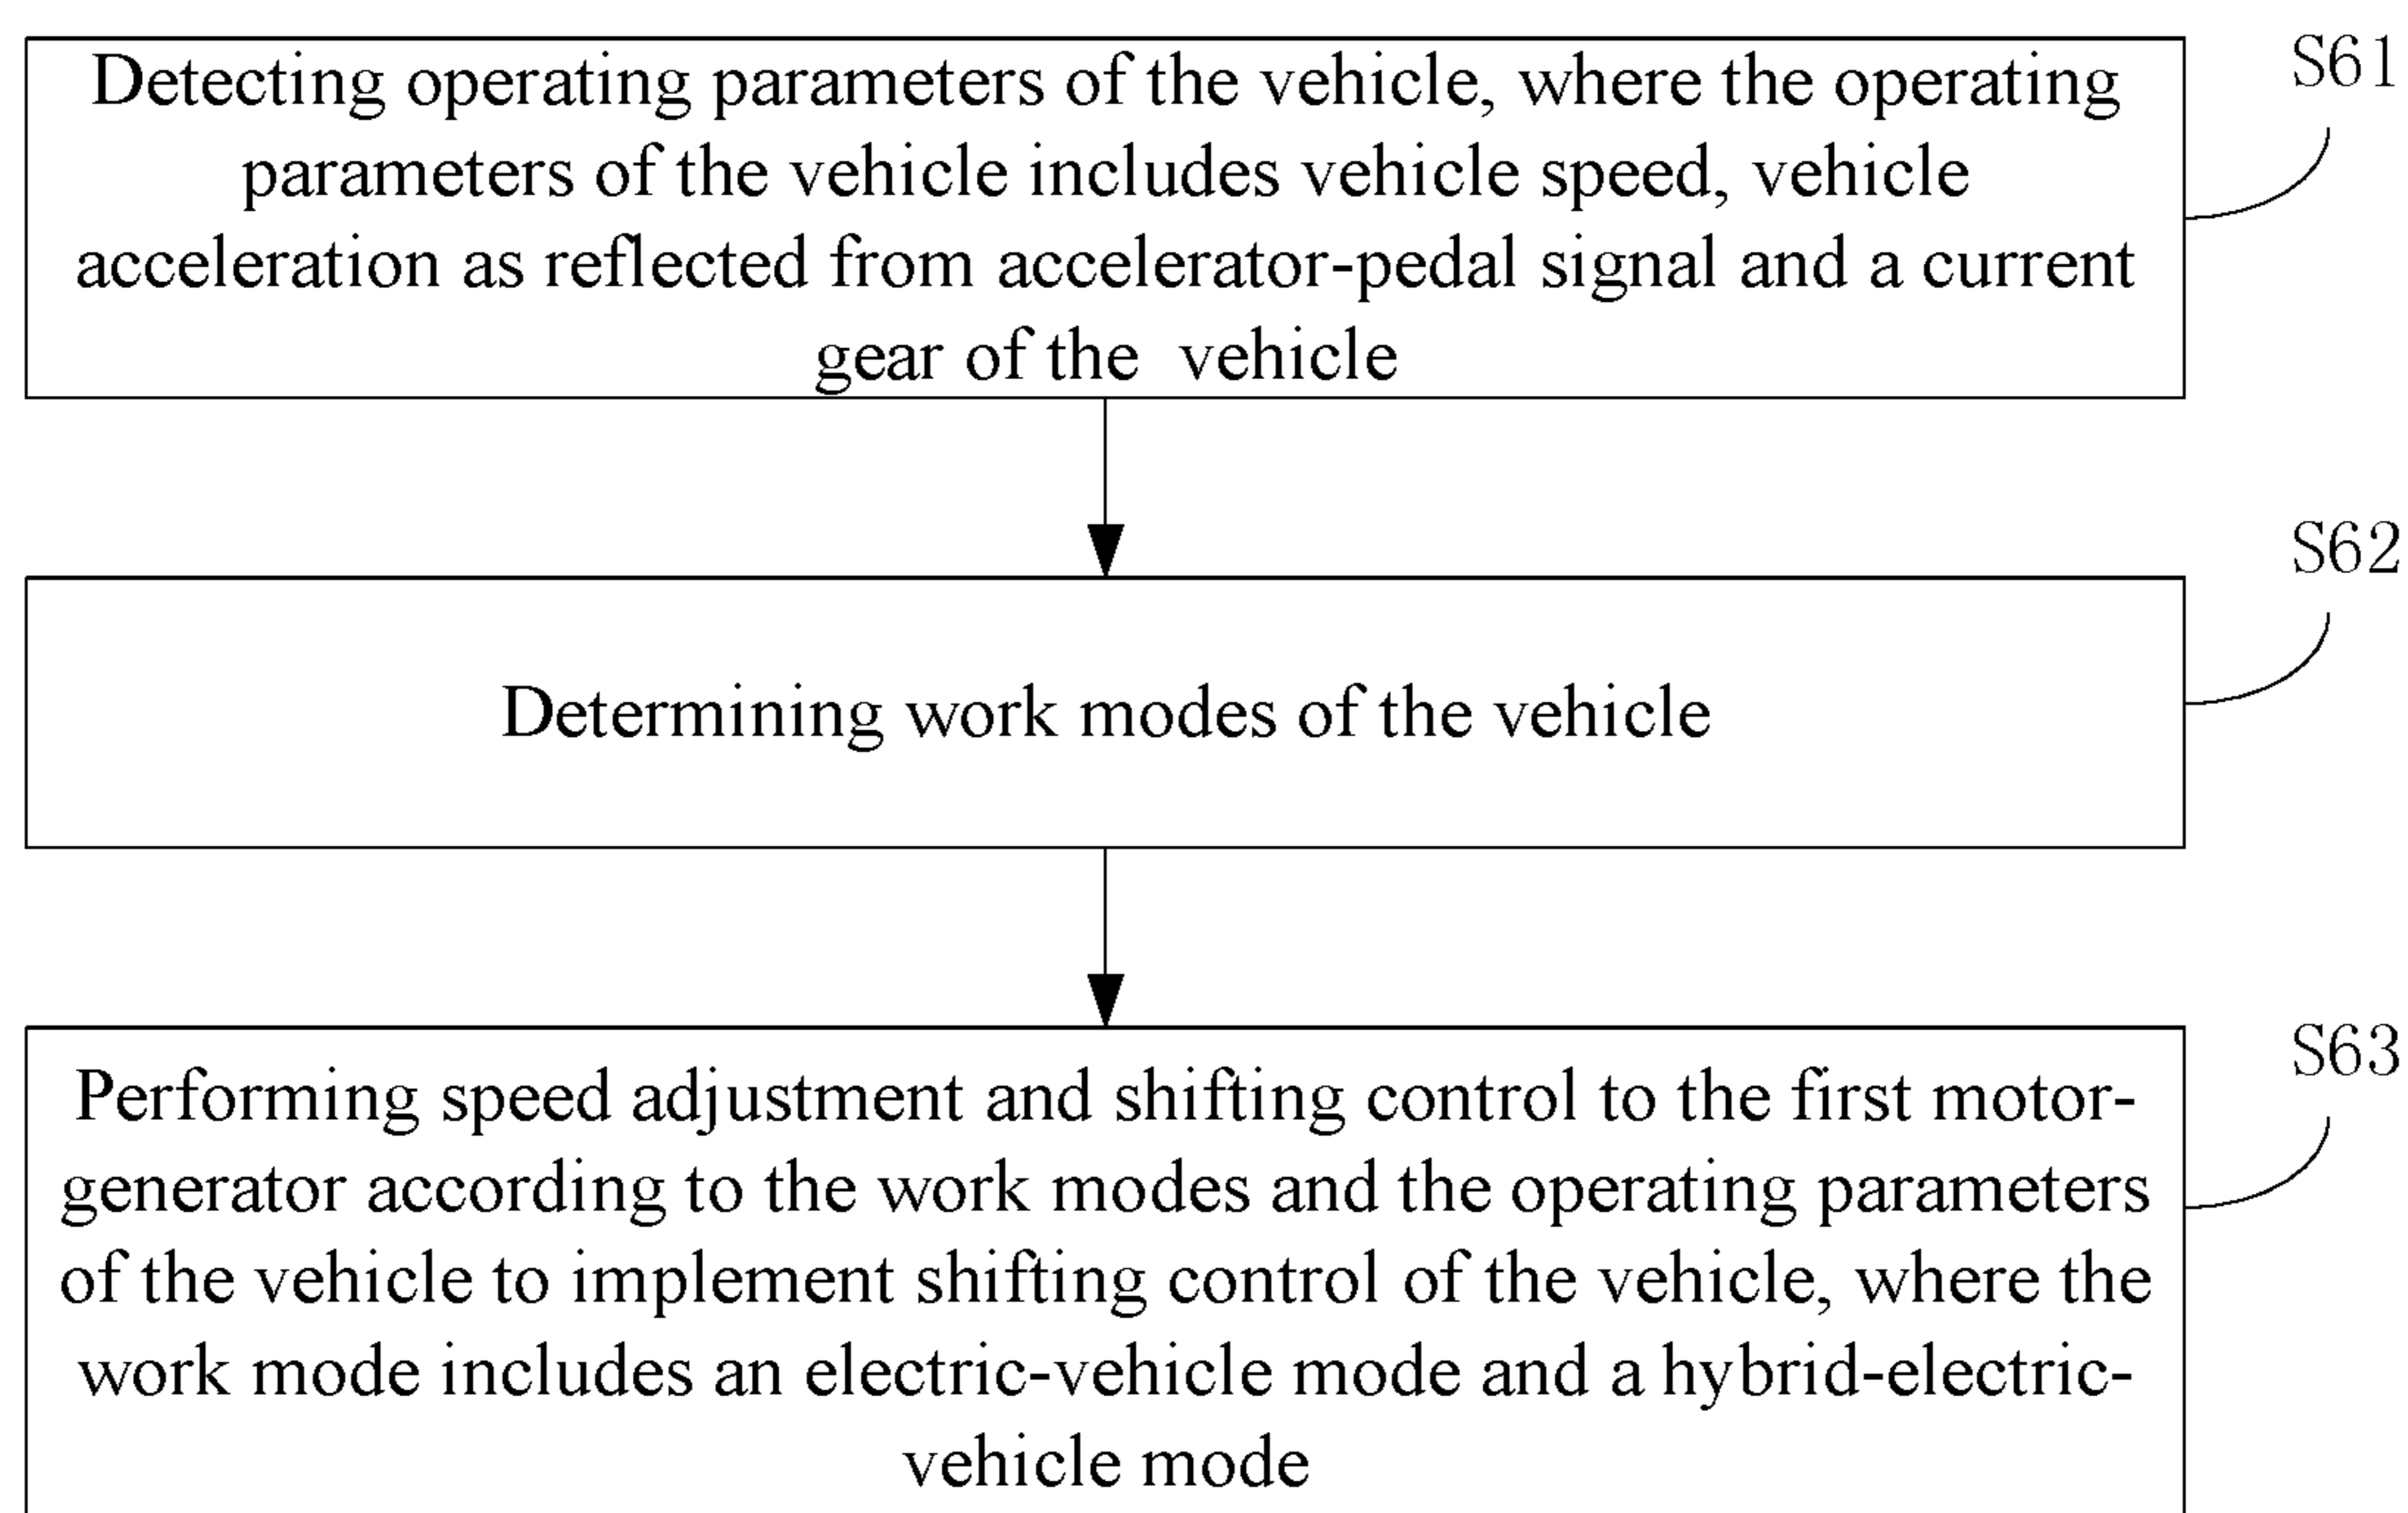 Detecting operating parameters of the vehicle, where the operating
parameters of the vehicle includes vehicle speed, vehicle
acceleration as reflected from accelerator-pedal signal and a current
gear of the vehicle
S61
Determining work modes of the vehicle
S62
Performing speed adjustment and shifting control to the first motor-
generator according to the work modes and the operating parameters
of the vehicle to implement shifting control of the vehicle, where the
work mode includes an electric-vehicle mode and a hybrid-electric-
vehicle mode
S63